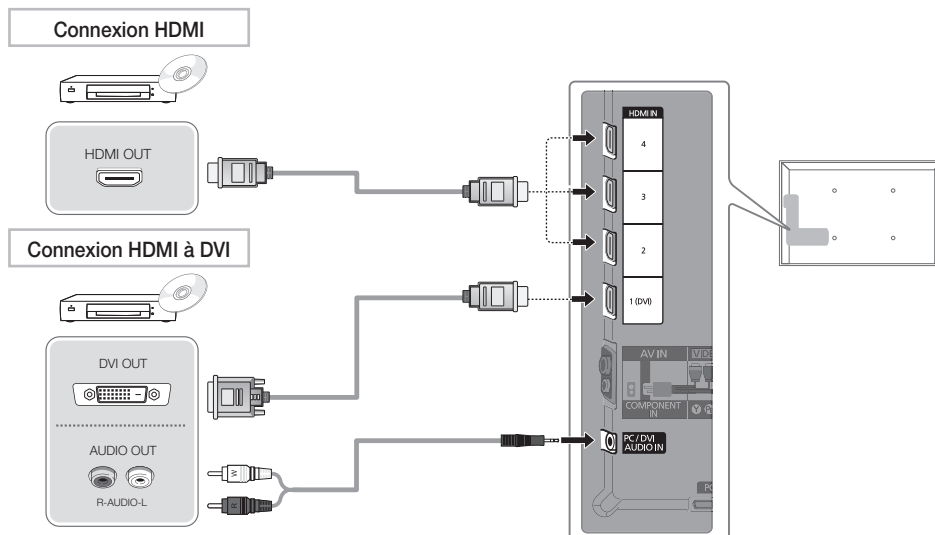 Connexion HDMI
HDMI OUT
HDMI IN
4
3
2
1 (DVI)
Connexion HDMI à DVI
DVI OUT
AUDIO OUT
R-AUDIO-L
W
R
AV IN
COMPONENT
IN
Y
PC / DVI
AUDIO IN